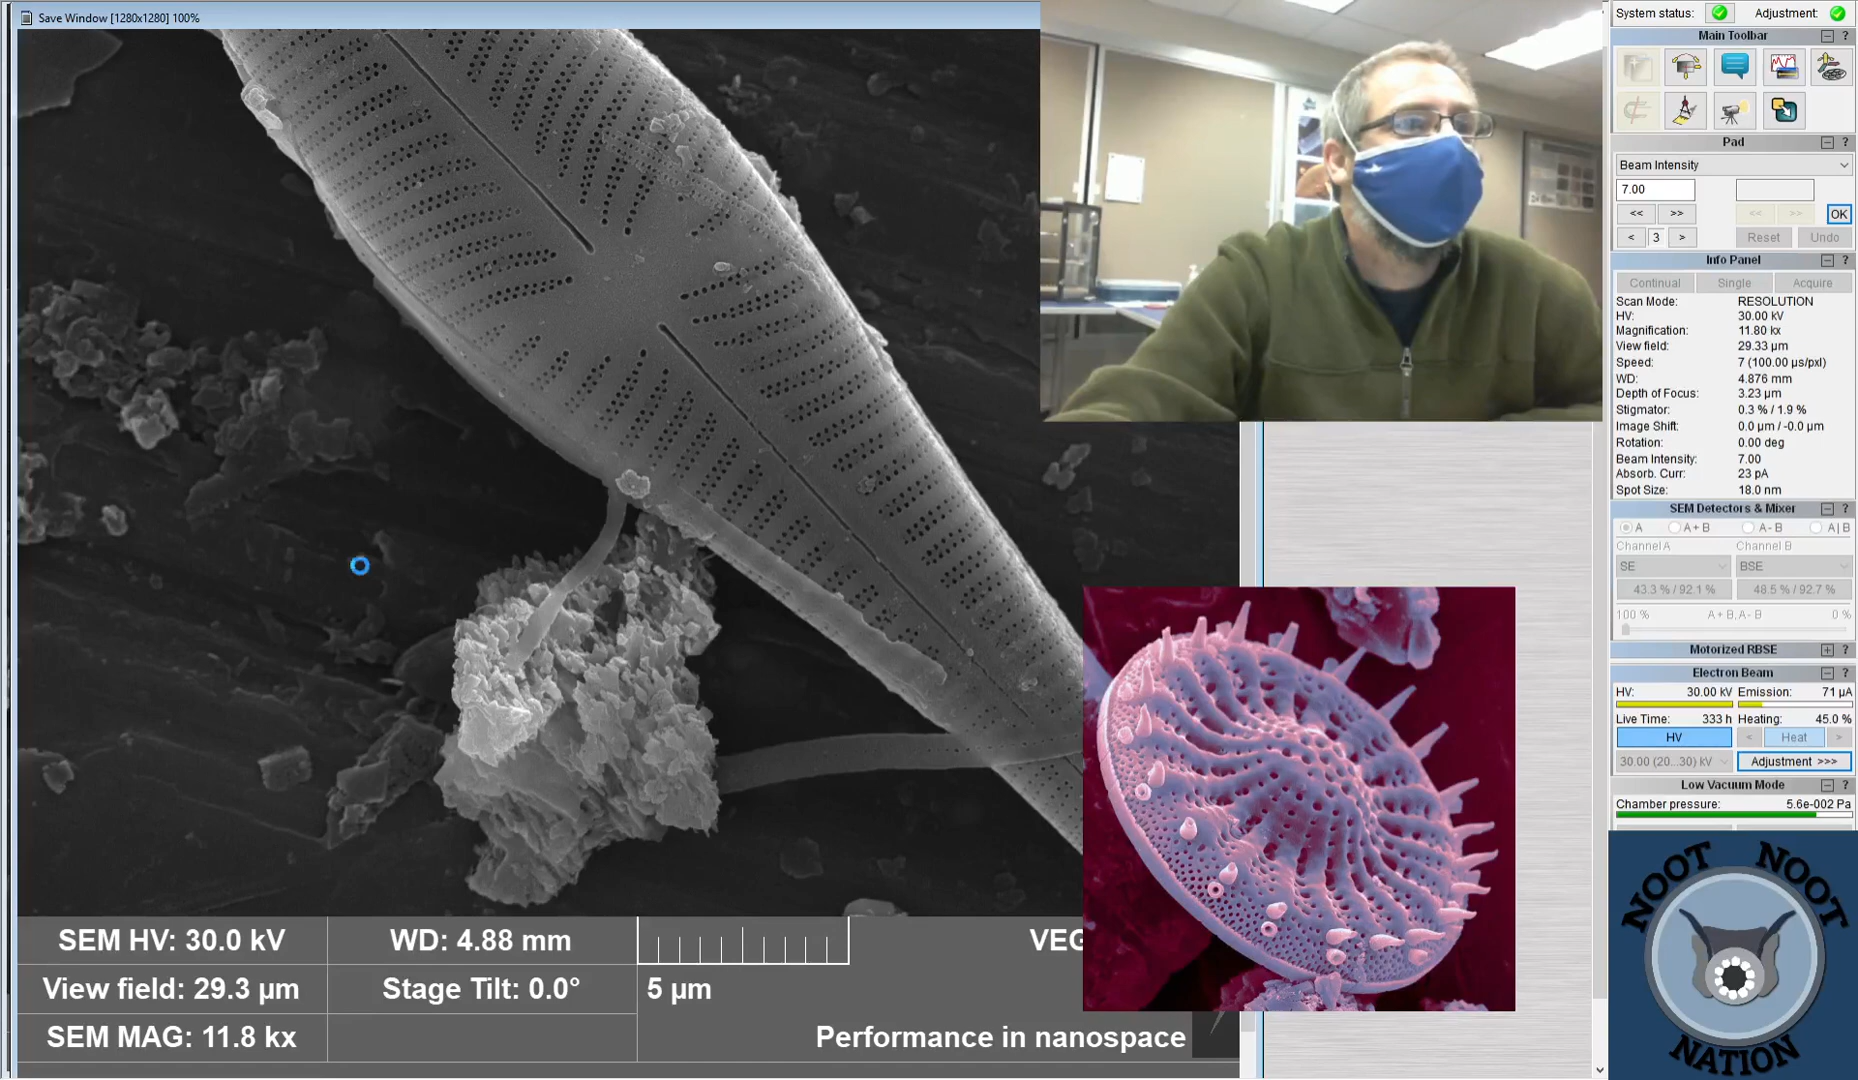 Save Window [1280x1280] 100%
System status: Adjustment:
Main Toolbar
Pad
Beam Intensity
7.00
<< >> << >> OK
< 3 > Reset Undo
Info Panel
Continual Single Acquire
Scan Mode: RESOLUTION
HV: 30.00 kV
Magnification: 11.80 kx
View field: 29.33 µm
Speed: 7 (100.00 µs/pxl)
WD: 4.876 mm
Depth of Focus: 3.23 µm
Stigmator: 0.3 % / 1.9 %
Image Shift: 0.0 µm / -0.0 µm
Rotation: 0.00 deg
Beam Intensity: 7.00
Absorb. Curr: 23 pA
Spot Size: 18.0 nm
SEM Detectors & Mixer
A A + B A - B A | B
Channel A Channel B
SE BSE
43.3 % / 92.1 % 48.5 % / 92.7 %
100 % A + B, A - B 0 %
Motorized RBSE
Electron Beam
HV: 30.00 kV Emission: 71 µA
Live Time: 333 h Heating: 45.0 %
HV < Heat >
30.00 (20...30) kV Adjustment >>>
Low Vacuum Mode
Chamber pressure: 5.6e-002 Pa
SEM HV: 30.0 kV WD: 4.88 mm VEG
View field: 29.3 µm Stage Tilt: 0.0° 5 µm
SEM MAG: 11.8 kx Performance in nanospace
NOOT NOOT
NATION